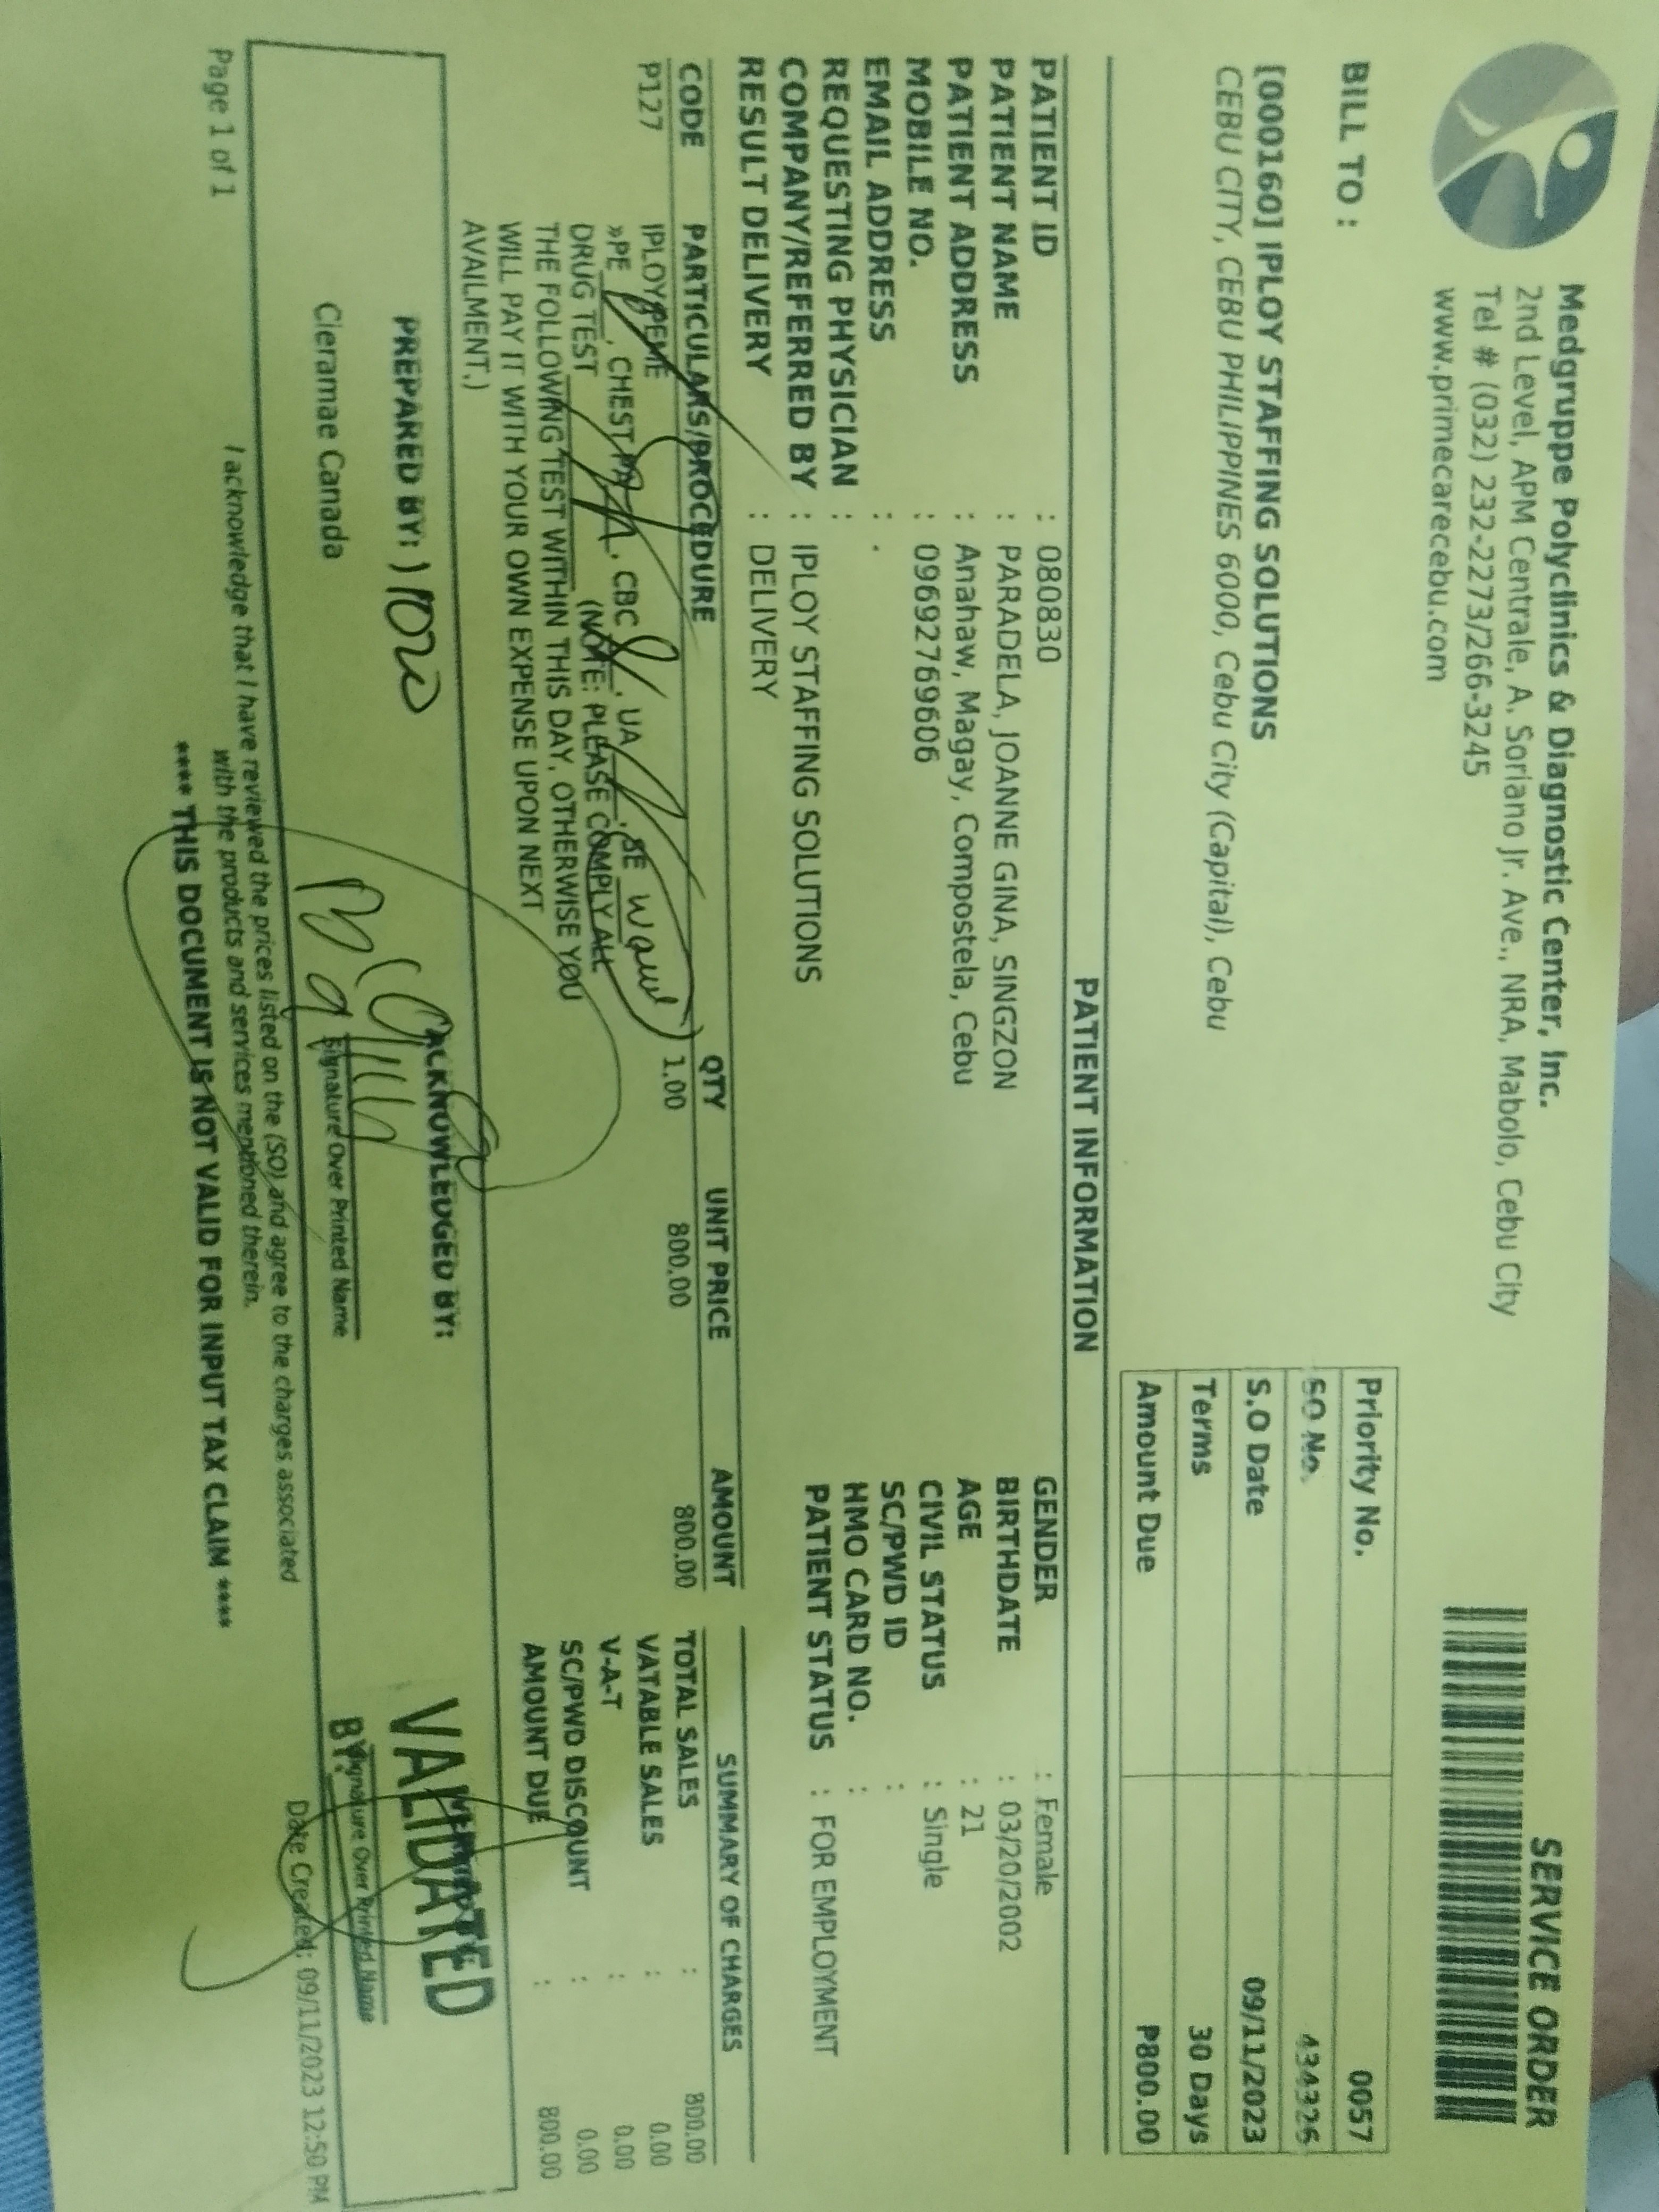 Medgruppe Polyclinics & Diagnostic Center, Inc.
2nd Level, APM Centrale, A. Soriano Jr. Ave., NRA, Mabolo, Cebu City
Tel # (032) 232-2273/266-3245
www.primecarecebu.com
SERVICE ORDER
BILL TO :
[000160] IPLOY STAFFING SOLUTIONS
CEBU CITY, CEBU PHILIPPINES 6000, Cebu City (Capital), Cebu
Priority No. 0057
SO No. 434326
S.O Date 09/11/2023
Terms 30 Days
Amount Due P800.00
PATIENT INFORMATION
PATIENT ID : 080830
PATIENT NAME : PARADELA, JOANNE GINA, SINGZON
PATIENT ADDRESS : Anahaw, Magay, Compostela, Cebu
MOBILE NO. : 09692769606
EMAIL ADDRESS : .
REQUESTING PHYSICIAN :
COMPANY/REFERRED BY : IPLOY STAFFING SOLUTIONS
RESULT DELIVERY : DELIVERY
GENDER : Female
BIRTHDATE : 03/20/2002
AGE : 21
CIVIL STATUS : Single
SC/PWD ID :
HMO CARD NO. :
PATIENT STATUS : FOR EMPLOYMENT
CODE PARTICULARS/PROCEDURE QTY UNIT PRICE AMOUNT
P127 IPLOY PEME 1.00 800.00 800.00
»PE , CHEST PA , CBC , UA , SE
DRUG TEST (NOTE: PLEASE COMPLY ALL
THE FOLLOWING TEST WITHIN THIS DAY, OTHERWISE YOU
WILL PAY IT WITH YOUR OWN EXPENSE UPON NEXT
AVAILMENT.)
SUMMARY OF CHARGES
TOTAL SALES : 800.00
VATABLE SALES : 0.00
V-A-T : 0.00
SC/PWD DISCOUNT : 0.00
AMOUNT DUE : 800.00
PREPARED BY:
Cieramae Canada
ACKNOWLEDGED BY:
Signature Over Printed Name
VALIDATED
BY:
Signature Over Printed Name
I acknowledge that I have reviewed the prices listed on the (SO) and agree to the charges associated
with the products and services mentioned therein.
**** THIS DOCUMENT IS NOT VALID FOR INPUT TAX CLAIM ****
Page 1 of 1
Date Created: 09/11/2023 12:50 PM